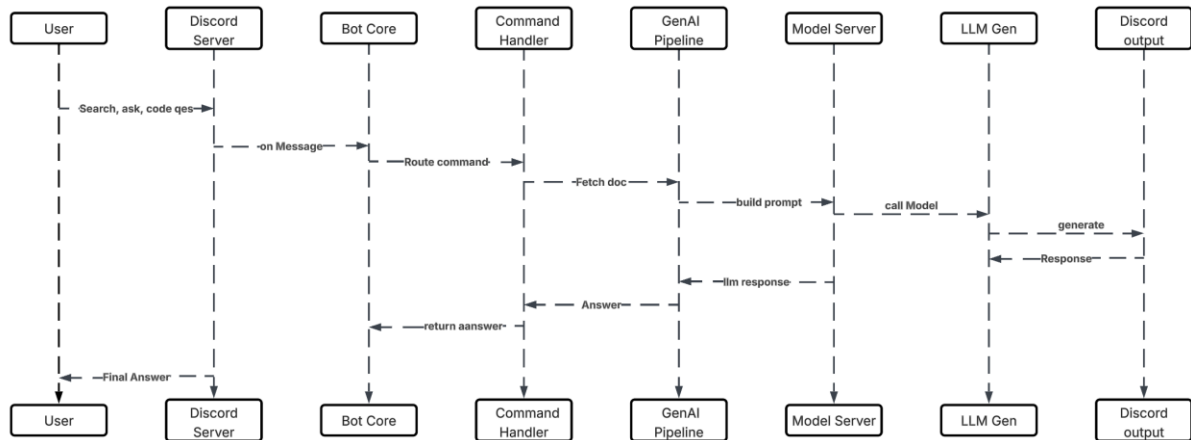 User
Discord
Server
Bot Core
Command
Handler
GenAI
Pipeline
Model Server
LLM Gen
Discord
output
Search, ask, code qes
on Message
Route command
Fetch doc
build prompt
call Model
generate
Response
llm response
Answer
return aanswer
Final Answer
User
Discord
Server
Bot Core
Command
Handler
GenAI
Pipeline
Model Server
LLM Gen
Discord
output